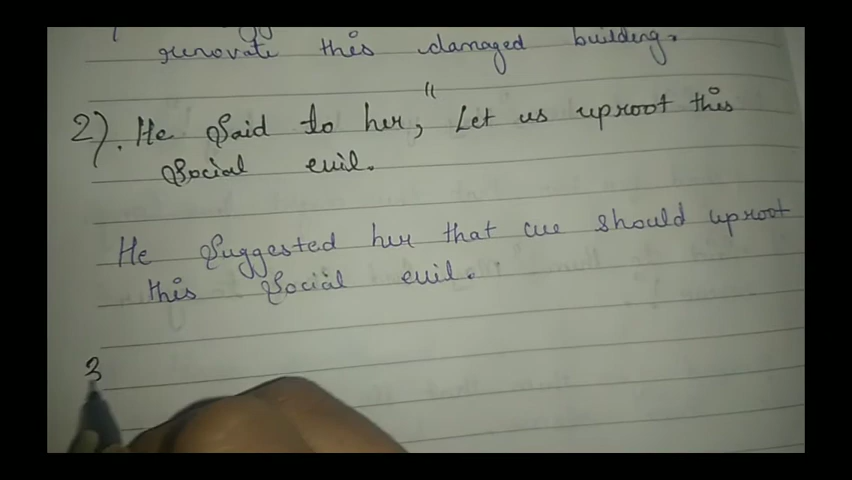 renovate this damaged building.
2). He Said to her, " Let us uproot this
Social evil.
He Suggested her that we should uproot
this Social evil.
3